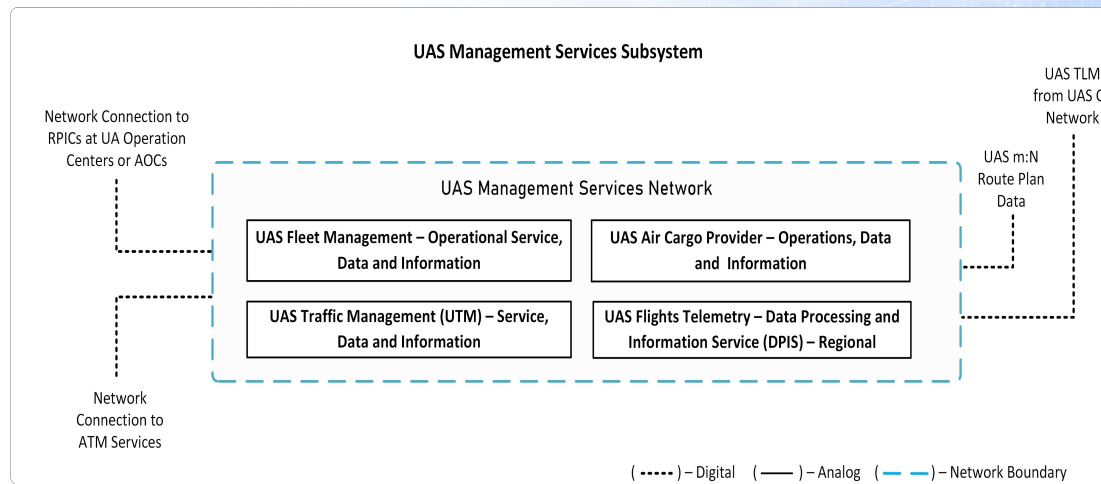 UAS Management Services Subsystem
UAS TLM
from UAS
Network
Network Connection to
RPICs at UA Operation
Centers or AOCs
UAS m:N
Route Plan
Data
UAS Management Services Network
UAS Fleet Management – Operational Service,
Data and Information
UAS Air Cargo Provider – Operations, Data
and Information
UAS Traffic Management (UTM) – Service,
Data and Information
UAS Flights Telemetry – Data Processing and
Information Service (DPIS) – Regional
Network
Connection to
ATM Services
( ) – Digital ( ) – Analog ( ) – Network Boundary